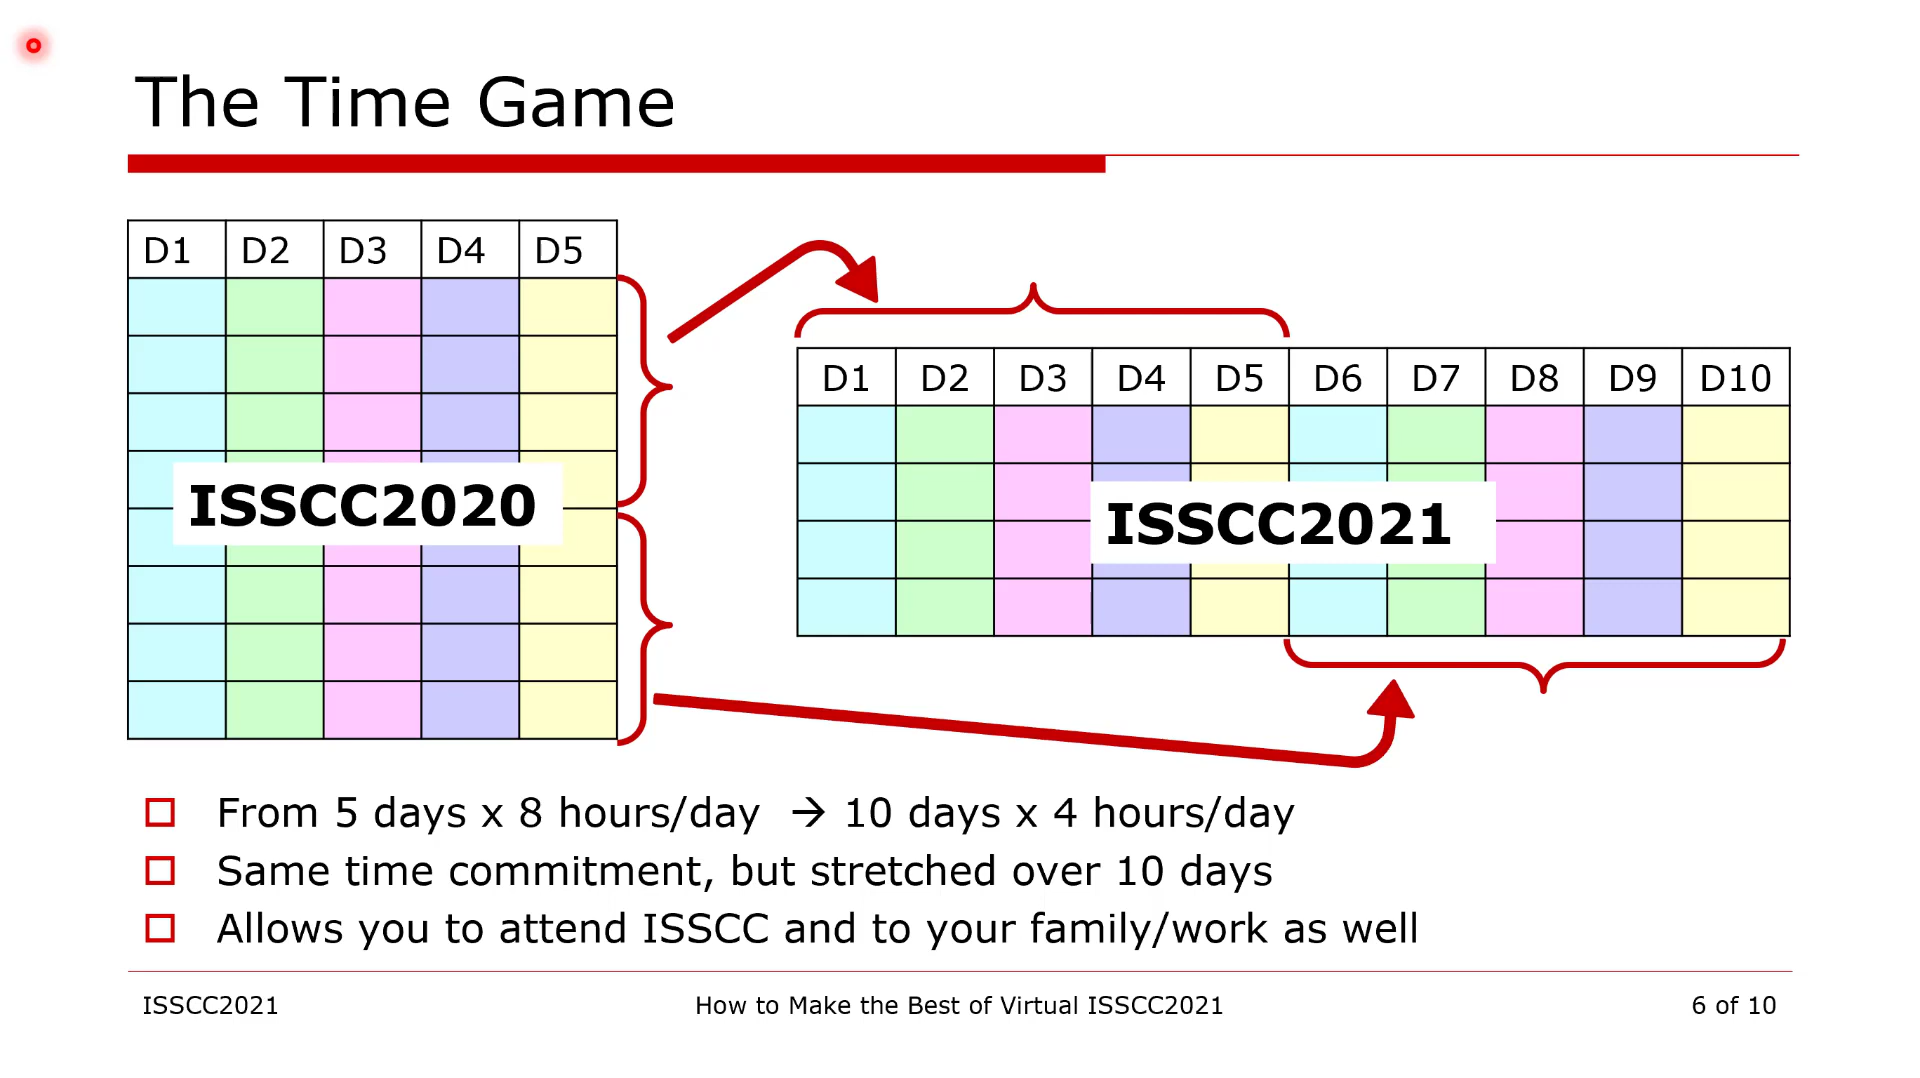 The Time Game
D1 D2 D3 D4 D5
D1 D2 D3 D4 D5 D6 D7 D8 D9 D10
ISSCC2020
ISSCC2021
From 5 days x 8 hours/day → 10 days x 4 hours/day
Same time commitment, but stretched over 10 days
Allows you to attend ISSCC and to your family/work as well
ISSCC2021 How to Make the Best of Virtual ISSCC2021 6 of 10